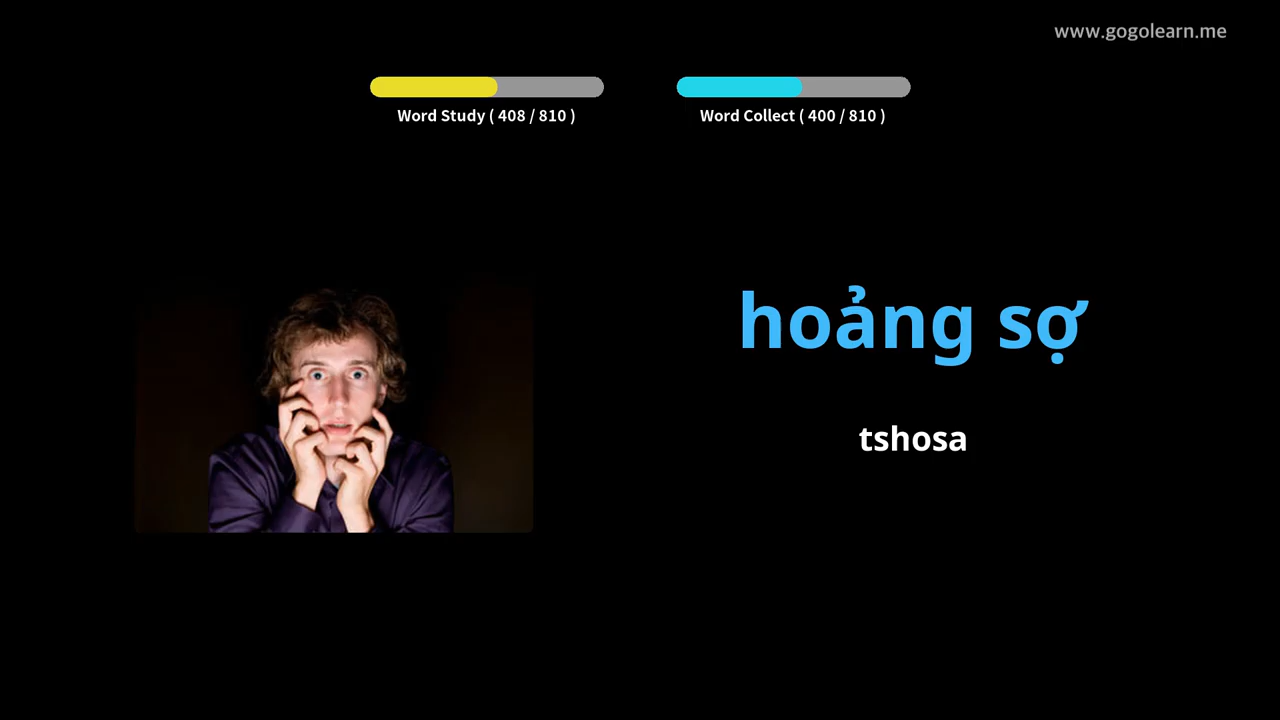 www.gogolearn.me
Word Study ( 408 / 810 )
Word Collect ( 400 / 810 )
hoảng sợ
tshosa